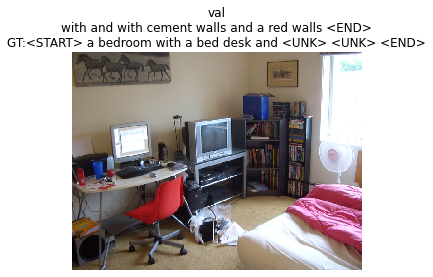 val
with and with cement walls and a red walls <END>
GT:<START> a bedroom with a bed desk and <UNK> <UNK> <END>